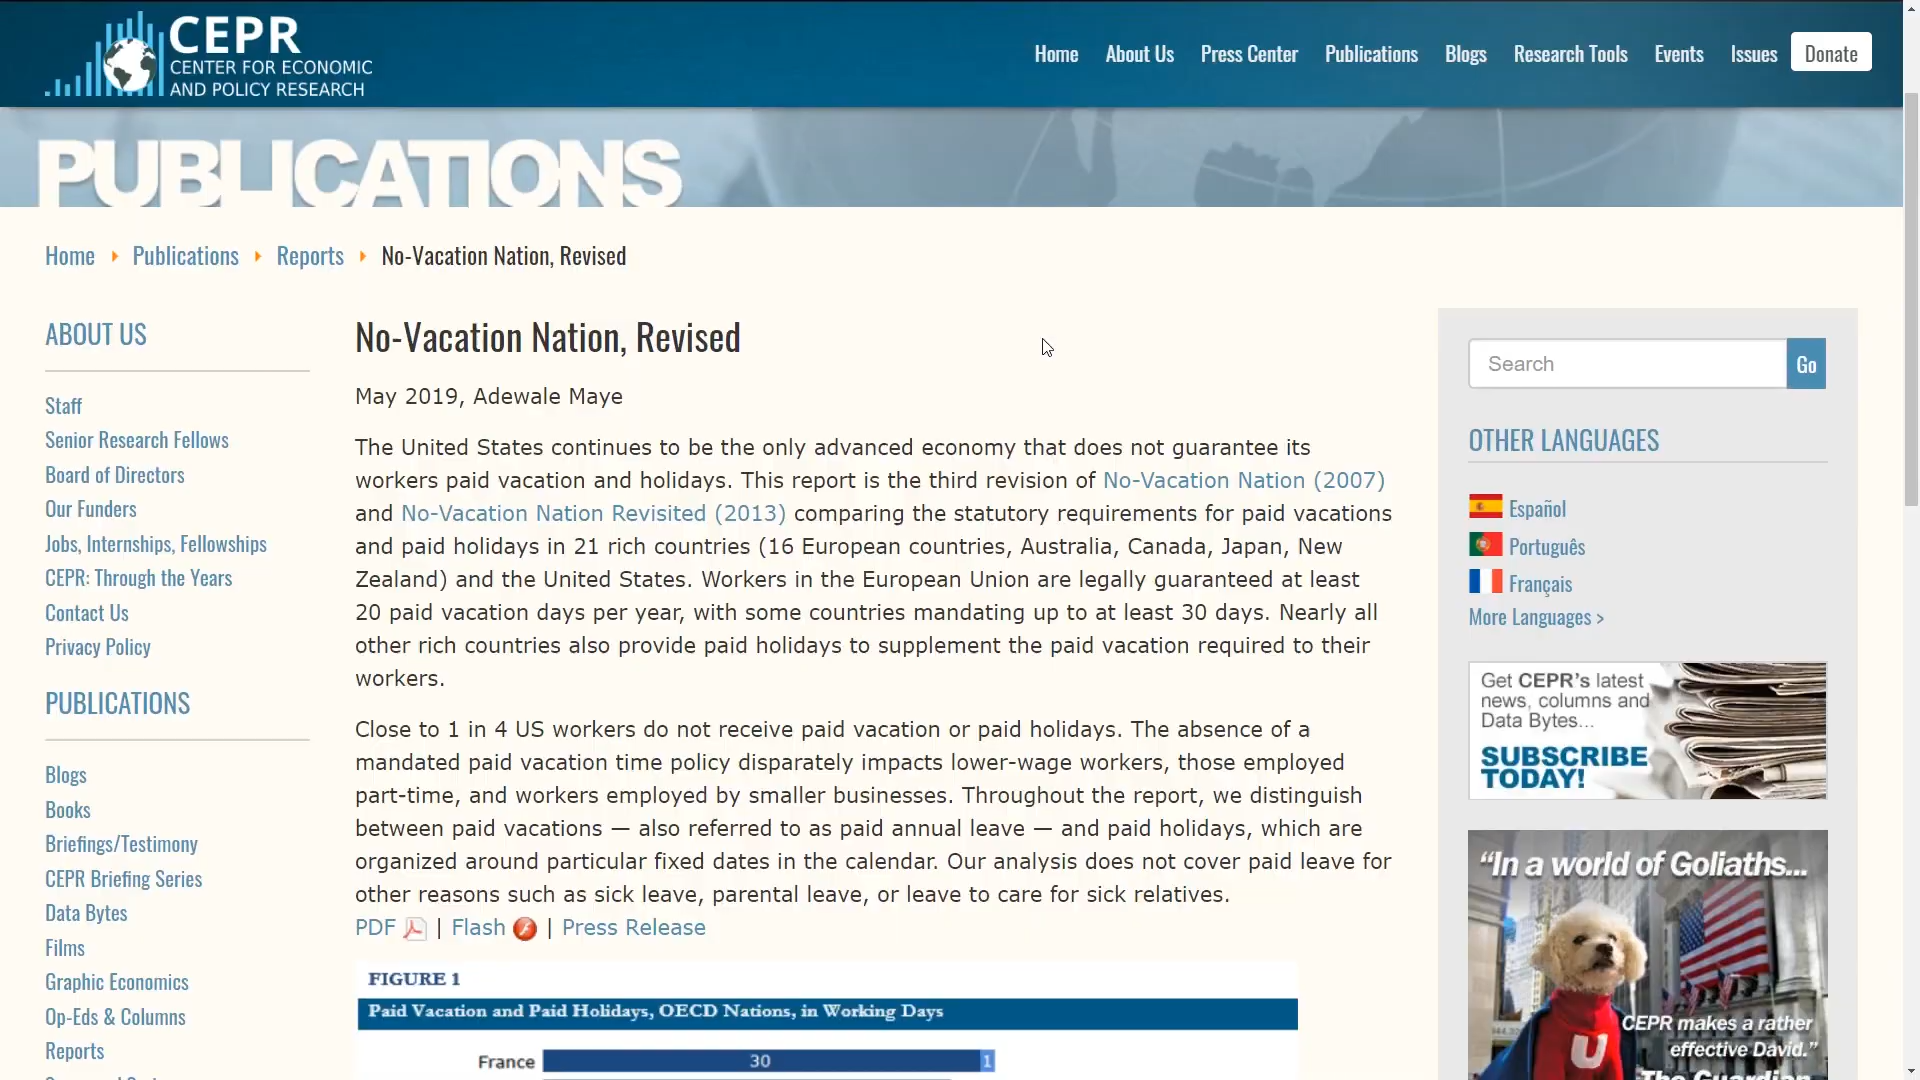 CEPR
CENTER FOR ECONOMIC
AND POLICY RESEARCH
Home
About Us
Press Center
Publications
Blogs
Research Tools
Events
Issues
Donate
PUBLICATIONS
Home
Publications
Reports
No-Vacation Nation, Revised
ABOUT US
Staff
Senior Research Fellows
Board of Directors
Our Funders
Jobs, Internships, Fellowships
CEPR: Through the Years
Contact Us
Privacy Policy
PUBLICATIONS
Blogs
Books
Briefings/Testimony
CEPR Briefing Series
Data Bytes
Films
Graphic Economics
Op-Eds & Columns
Reports
No-Vacation Nation, Revised
May 2019, Adewale Maye
The United States continues to be the only advanced economy that does not guarantee its
workers paid vacation and holidays. This report is the third revision of No-Vacation Nation (2007)
and No-Vacation Nation Revisited (2013) comparing the statutory requirements for paid vacations
and paid holidays in 21 rich countries (16 European countries, Australia, Canada, Japan, New
Zealand) and the United States. Workers in the European Union are legally guaranteed at least
20 paid vacation days per year, with some countries mandating up to at least 30 days. Nearly all
other rich countries also provide paid holidays to supplement the paid vacation required to their
workers.
Close to 1 in 4 US workers do not receive paid vacation or paid holidays. The absence of a
mandated paid vacation time policy disparately impacts lower-wage workers, those employed
part-time, and workers employed by smaller businesses. Throughout the report, we distinguish
between paid vacations — also referred to as paid annual leave — and paid holidays, which are
organized around particular fixed dates in the calendar. Our analysis does not cover paid leave for
other reasons such as sick leave, parental leave, or leave to care for sick relatives.
PDF | Flash | Press Release
FIGURE 1
Paid Vacation and Paid Holidays, OECD Nations, in Working Days
France 30 1
Search
Go
OTHER LANGUAGES
Español
Português
Français
More Languages >
Get CEPR's latest
news, columns and
Data Bytes...
SUBSCRIBE
TODAY!
“In a world of Goliaths...
U
CEPR makes a rather
effective David.”
The Guardian